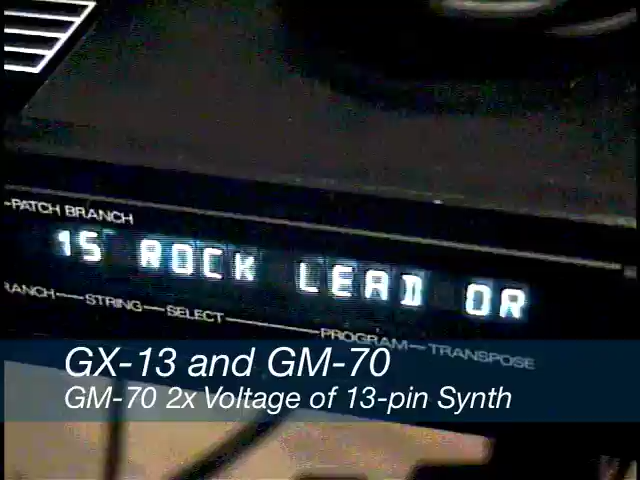 PATCH BRANCH
15 ROCK LEAD OR
RANCH STRING SELECT PROGRAM TRANSPOSE
GX-13 and GM-70
GM-70 2x Voltage of 13-pin Synth